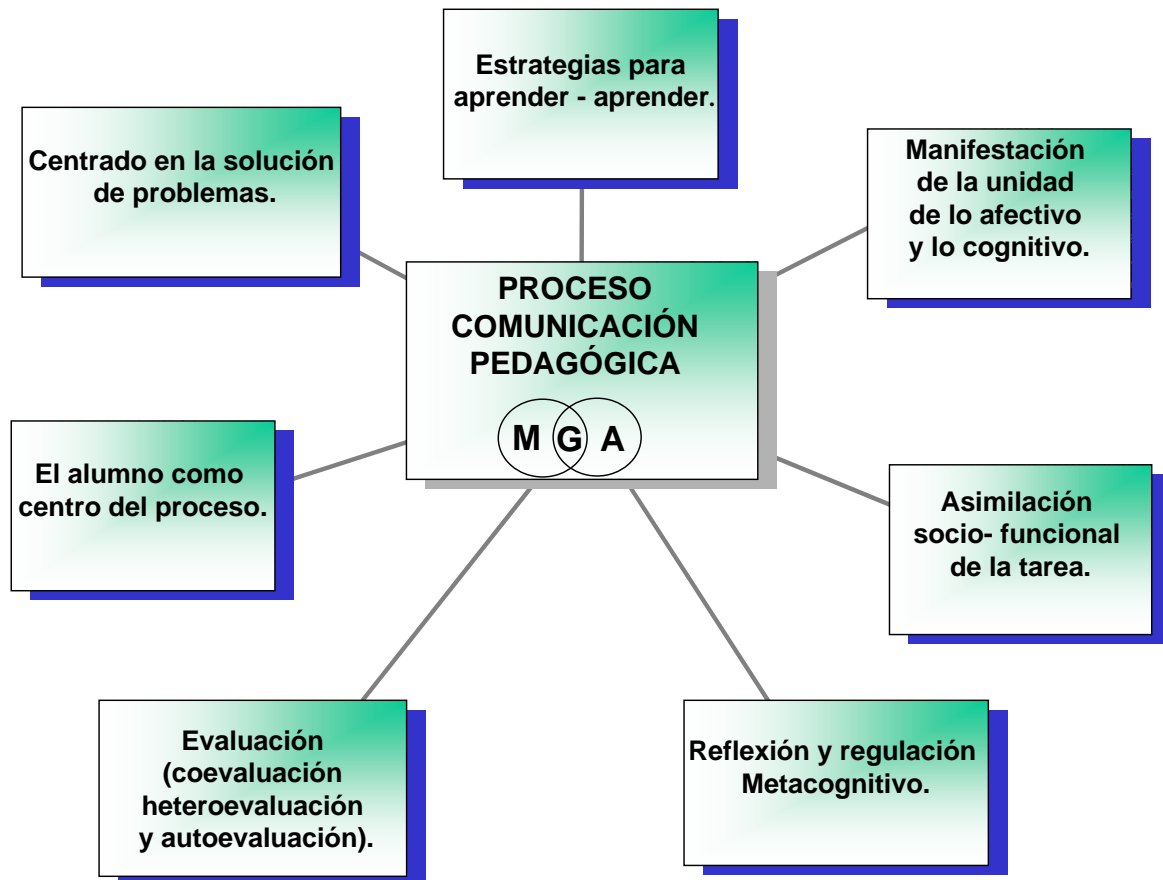 Estrategias para
aprender - aprender.
Centrado en la solución
de problemas.
Manifestación
de la unidad
de lo afectivo
y lo cognitivo.
PROCESO
COMUNICACIÓN
PEDAGÓGICA
M G A
El alumno como
centro del proceso.
Asimilación
socio- funcional
de la tarea.
Evaluación
(coevaluación
heteroevaluación
y autoevaluación).
Reflexión y regulación
Metacognitivo.